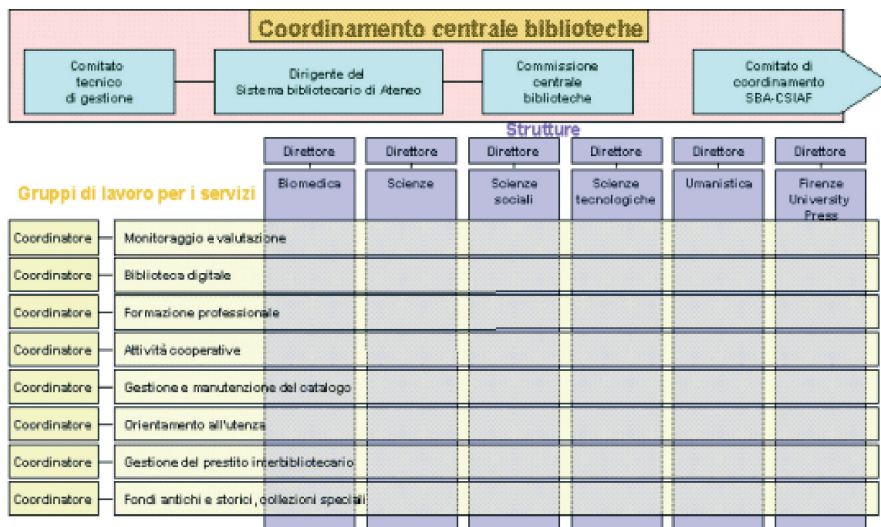 Coordinamento centrale biblioteche
Comitato
tecnico
di gestione
Dirigente del
Sistema bibliotecario di Ateneo
Commissione
centrale
biblioteche
Comitato di
coordinamento
SBA-CSIAF
Strutture
Direttore
Direttore
Direttore
Direttore
Direttore
Direttore
Biomedica
Scienze
Scienze
sociali
Scienze
tecnologiche
Umanistica
Firenze
University
Press
Gruppi di lavoro per i servizi
Coordinatore
Monitoraggio e valutazione
Coordinatore
Biblioteca digitale
Coordinatore
Formazione professionale
Coordinatore
Attività cooperative
Coordinatore
Gestione e manutenzione del catalogo
Coordinatore
Orientamento all'utenza
Coordinatore
Gestione del prestito interbibliotecario
Coordinatore
Fondi antichi e storici, collezioni speciali